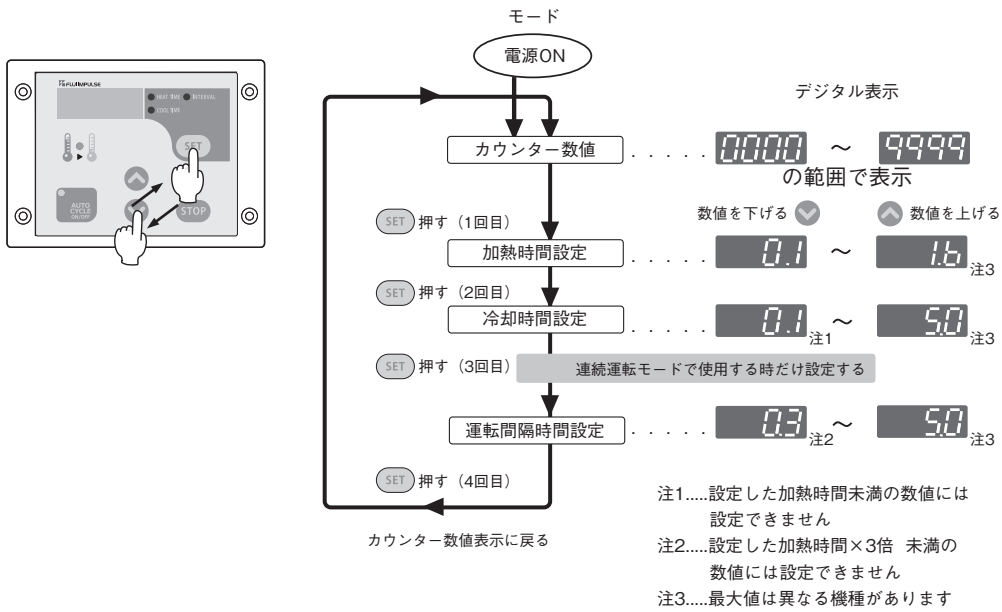 モード
電源ON
FUJIIMPULSE
HEAT TIME INTERVAL
COOL TIME
SET
AUTO
CYCLE
ON/OFF
STOP
デジタル表示
カウンター数値 . . . . . 0000 ～ 9999
の範囲で表示
数値を下げる 数値を上げる
SET 押す（1回目）
加熱時間設定 . . . . . 0.1 ～ 1.6 注3
SET 押す（2回目）
冷却時間設定 . . . . . 0.1 注1 ～ 5.0 注3
SET 押す（3回目） 連続運転モードで使用する時だけ設定する
運転間隔時間設定 . . . . . 0.3 注2 ～ 5.0 注3
SET 押す（4回目）
カウンター数値表示に戻る
注1.....設定した加熱時間未満の数値には
設定できません
注2.....設定した加熱時間×3倍 未満の
数値には設定できません
注3.....最大値は異なる機種があります